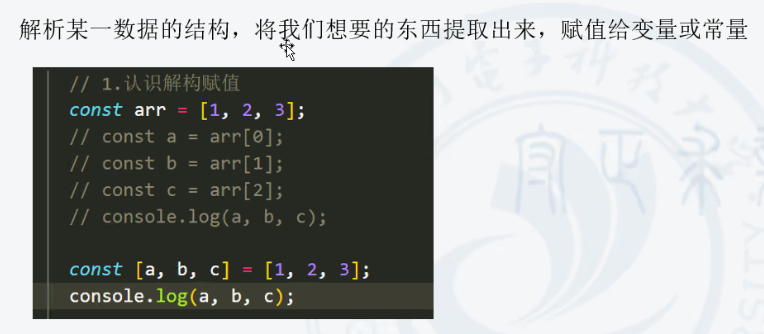 解析某一数据的结构，将我们想要的东西提取出来，赋值给变量或常量
// 1.认识解构赋值
const arr = [1, 2, 3];
// const a = arr[0];
// const b = arr[1];
// const c = arr[2];
// console.log(a, b, c);
const [a, b, c] = [1, 2, 3];
console.log(a, b, c);